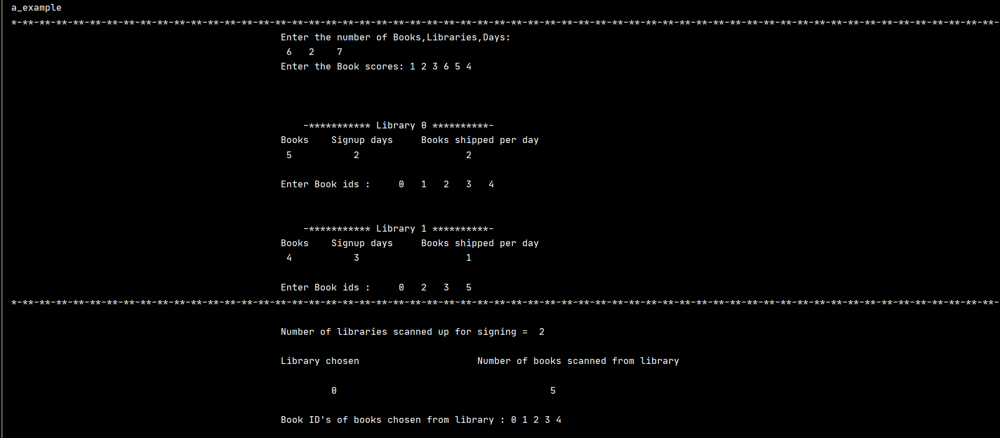 a_example
*-**-**-**-**-**-**-**-**-**-**-**-**-**-**-**-**-**-**-**-**-**-**-**-**-**-**-**-**-**-**-**-**-**-**-**-**-**-**-**-**-**-**-**-**-**-**-**-**-**-**-**-**-**-**-**-**-**-**-
Enter the number of Books,Libraries,Days:
6 2 7
Enter the Book scores: 1 2 3 6 5 4
-*********** Library 0 **********-
Books Signup days Books shipped per day
5 2 2
Enter Book ids : 0 1 2 3 4
-*********** Library 1 **********-
Books Signup days Books shipped per day
4 3 1
Enter Book ids : 0 2 3 5
*-**-**-**-**-**-**-**-**-**-**-**-**-**-**-**-**-**-**-**-**-**-**-**-**-**-**-**-**-**-**-**-**-**-**-**-**-**-**-**-**-**-**-**-**-**-**-**-**-**-**-**-**-**-**-**-**-**-**-
Number of libraries scanned up for signing = 2
Library chosen Number of books scanned from library
0 5
Book ID's of books chosen from library : 0 1 2 3 4